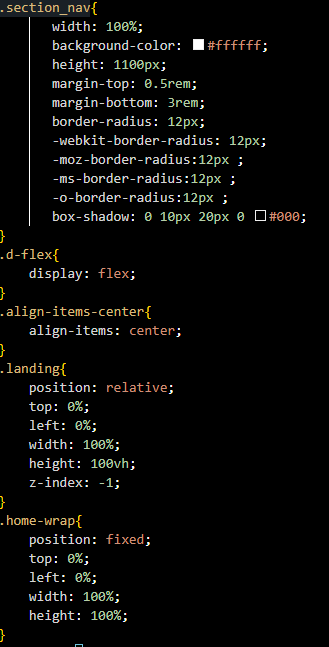 .section_nav{
width: 100%;
background-color: #ffffff;
height: 1100px;
margin-top: 0.5rem;
margin-bottom: 3rem;
border-radius: 12px;
-webkit-border-radius: 12px;
-moz-border-radius:12px ;
-ms-border-radius:12px ;
-o-border-radius:12px ;
box-shadow: 0 10px 20px 0 #000;
}
.d-flex{
display: flex;
}
.align-items-center{
align-items: center;
}
.landing{
position: relative;
top: 0%;
left: 0%;
width: 100%;
height: 100vh;
z-index: -1;
}
.home-wrap{
position: fixed;
top: 0%;
left: 0%;
width: 100%;
height: 100%;
}